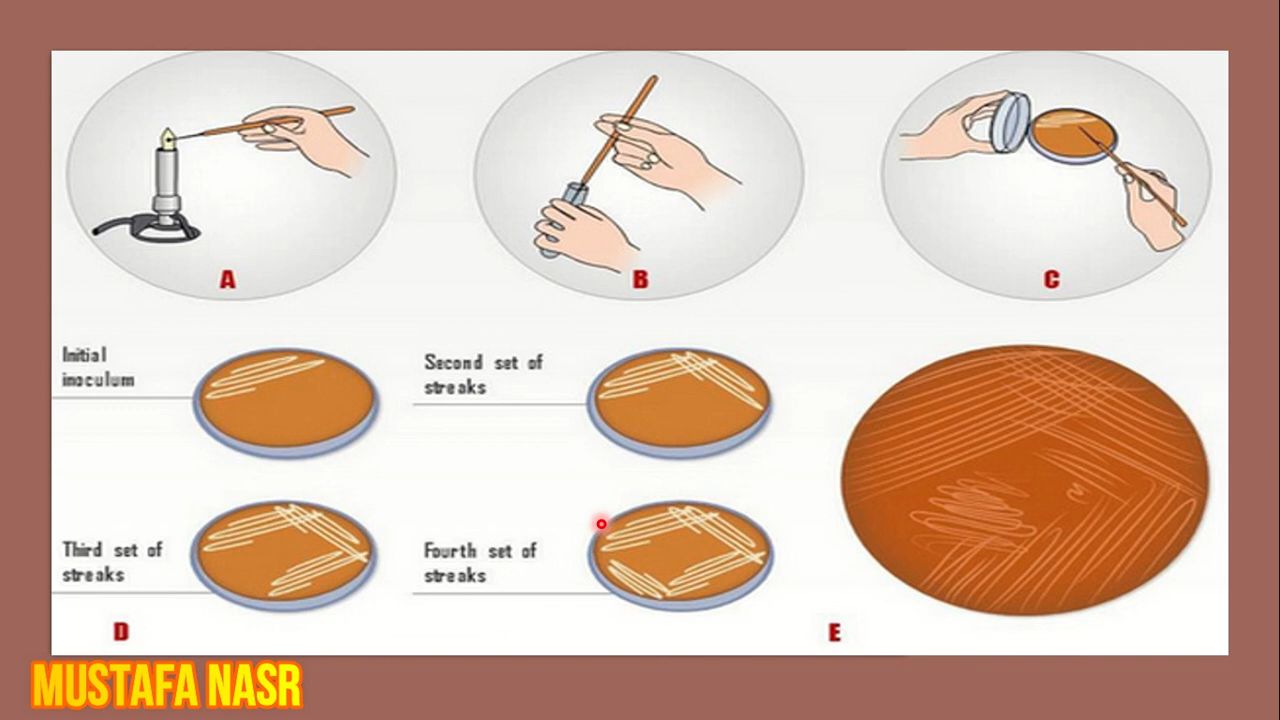 A
B
C
Initial
inoculum
Second set of
streaks
Third set of
streaks
Fourth set of
streaks
D
E
MUSTAFA NASR